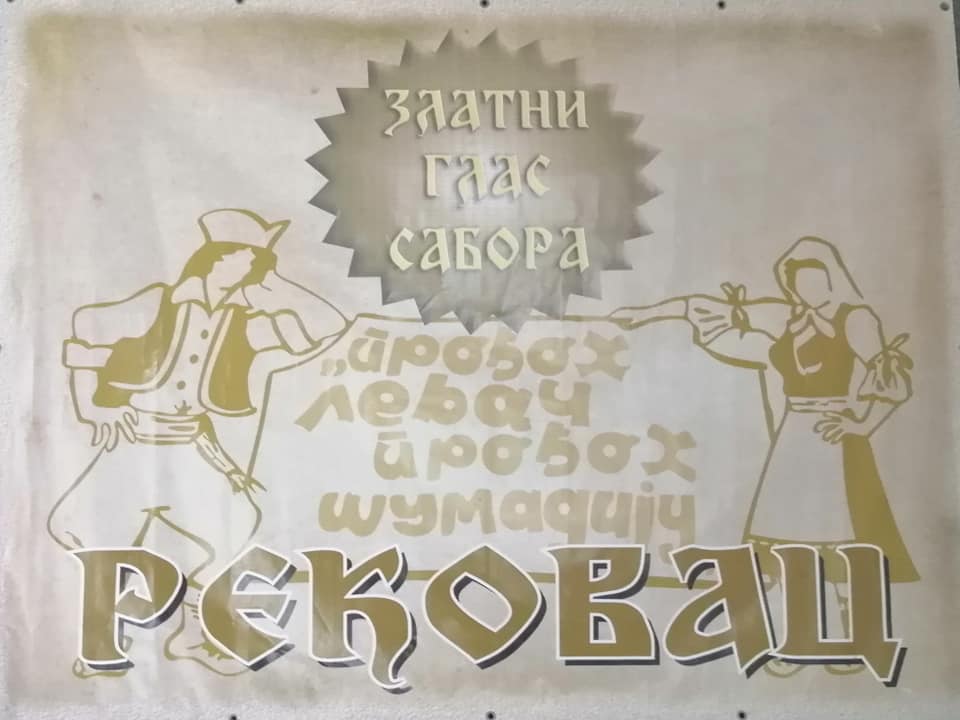 ЗЛАТНИ
ГЛАС
САБОРА
„прођох
левач
прођох
шумадију
РЕКОВАЦ